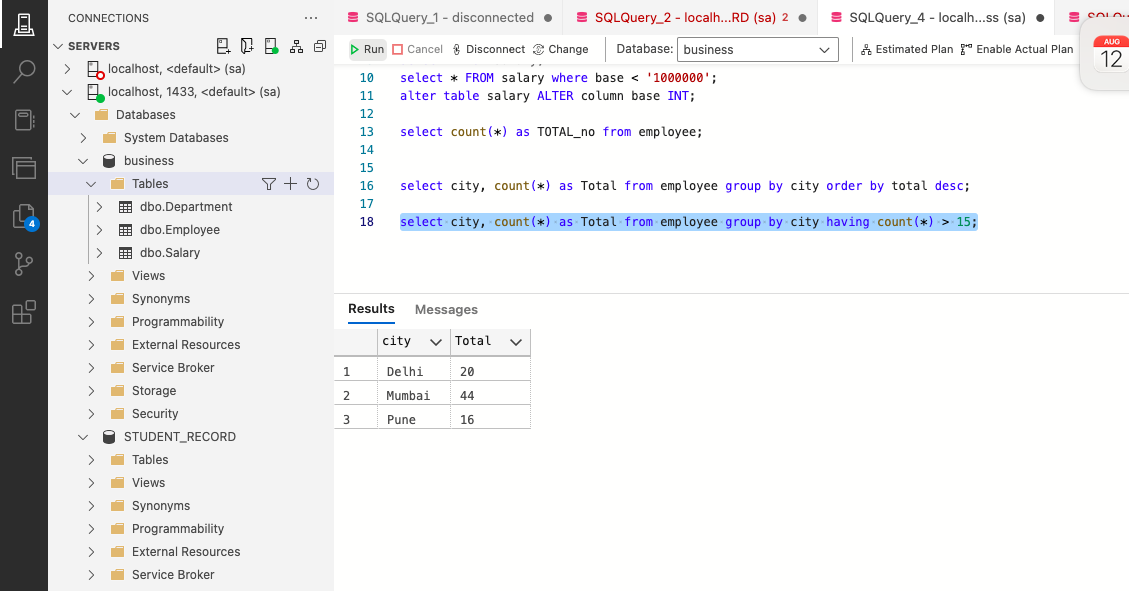 CONNECTIONS
SERVERS
localhost, <default> (sa)
localhost, 1433, <default> (sa)
Databases
System Databases
business
Tables
dbo.Department
dbo.Employee
dbo.Salary
Views
Synonyms
Programmability
External Resources
Service Broker
Storage
Security
STUDENT_RECORD
Tables
Views
Synonyms
Programmability
External Resources
Service Broker
4
SQLQuery_1 - disconnected
SQLQuery_2 - localh...RD (sa) 2
SQLQuery_4 - localh...ss (sa)
Run Cancel Disconnect Change Database: business Estimated Plan Enable Actual Plan
AUG
12
10 select * FROM salary where base < '1000000';
11 alter table salary ALTER column base INT;
12
13 select count(*) as TOTAL_no from employee;
14
15
16 select city, count(*) as Total from employee group by city order by total desc;
17
18 select city, count(*) as Total from employee group by city having count(*) > 15;
Results Messages
city Total
1 Delhi 20
2 Mumbai 44
3 Pune 16